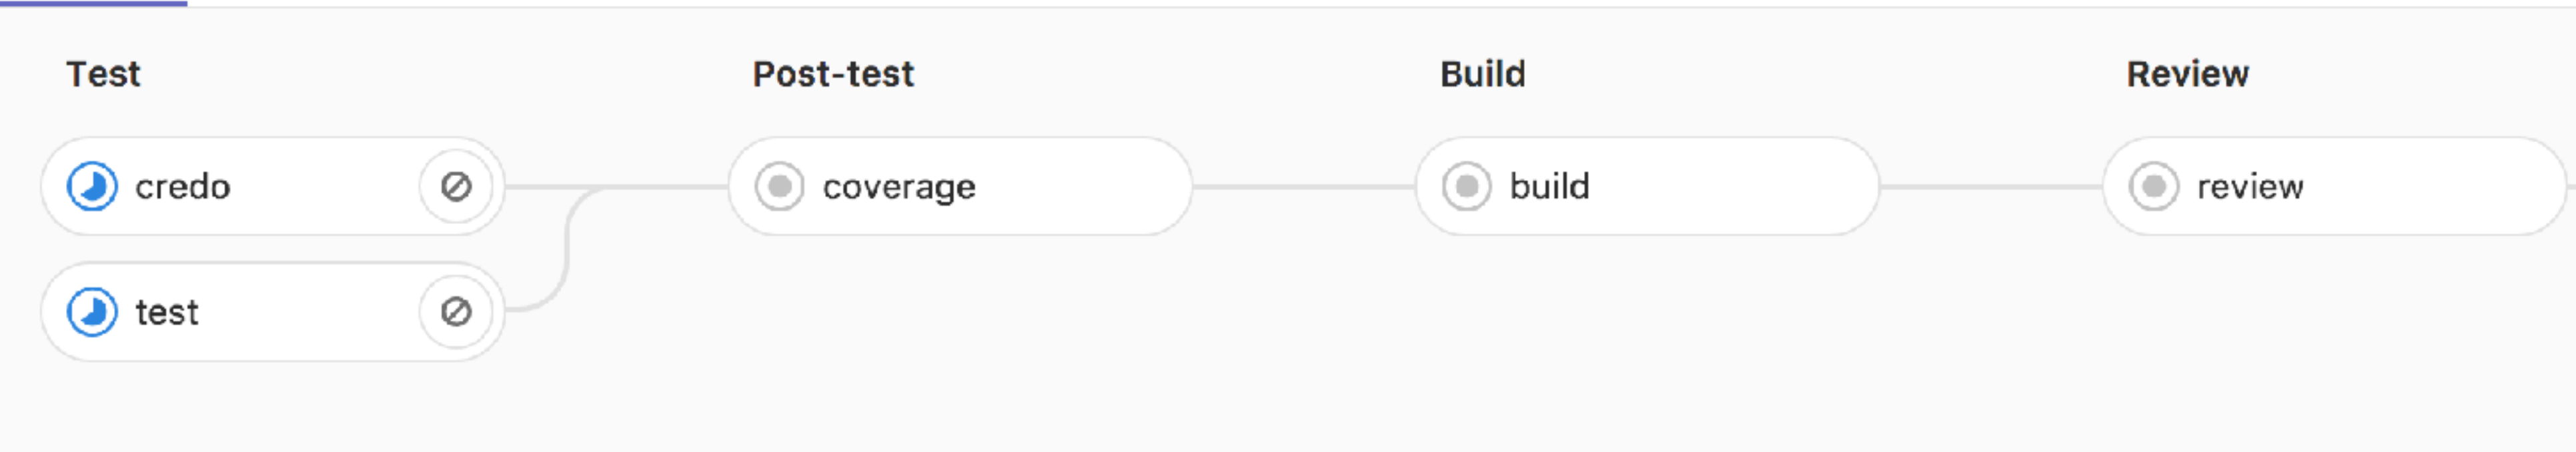 Test
Post-test
Build
Review
credo
coverage
build
review
test